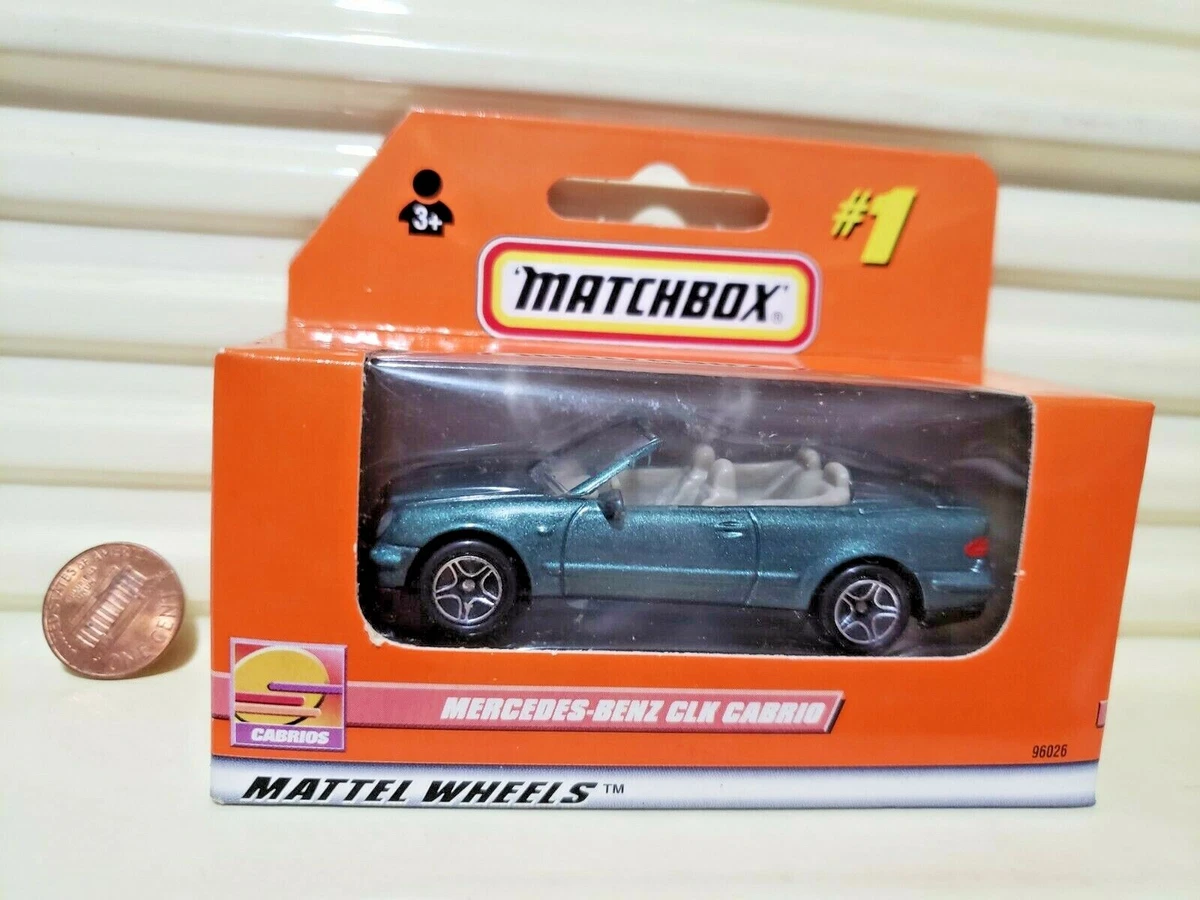 3+
#1
'MATCHBOX'®
MERCEDES-BENZ CLK CABRIO
CABRIOS
96026
MATTEL WHEELS™